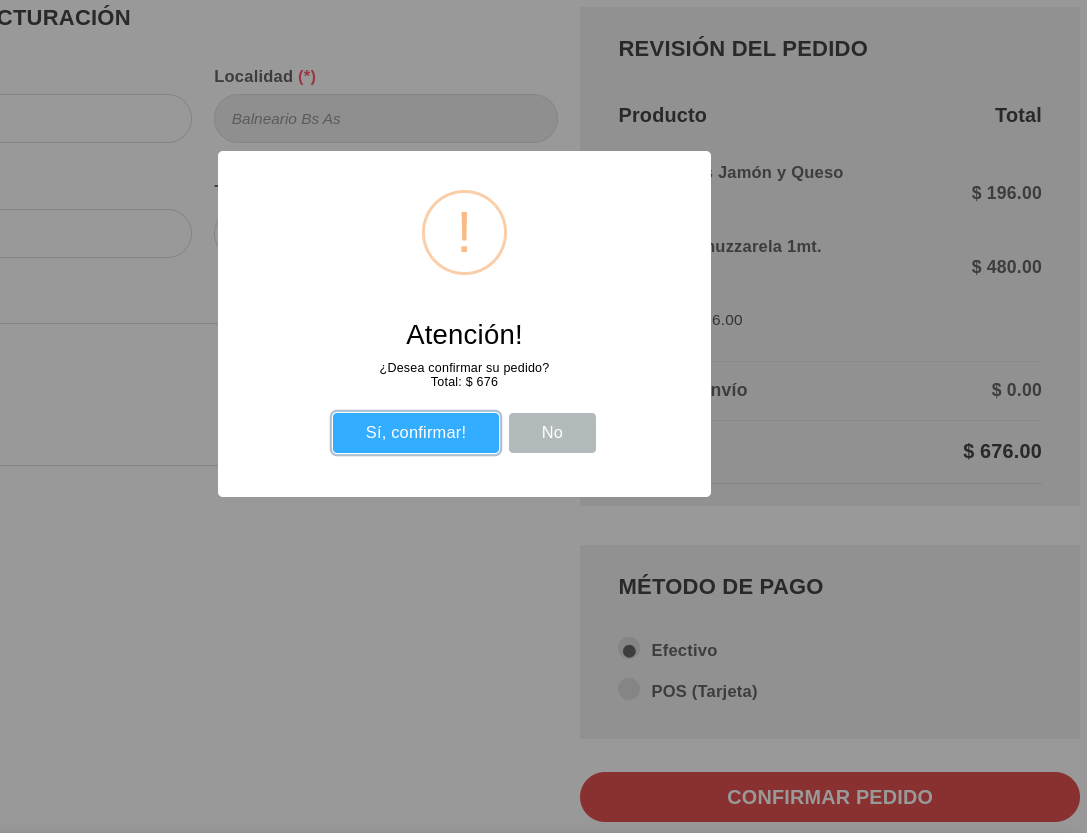 CTURACIÓN
Localidad (*)
Balneario Bs As
REVISIÓN DEL PEDIDO
Producto Total
Jamón y Queso
$ 196.00
muzzarela 1mt.
$ 480.00
6.00
nvío $ 0.00
$ 676.00
!
Atención!
¿Desea confirmar su pedido?
Total: $ 676
Sí, confirmar! No
MÉTODO DE PAGO
Efectivo
POS (Tarjeta)
CONFIRMAR PEDIDO